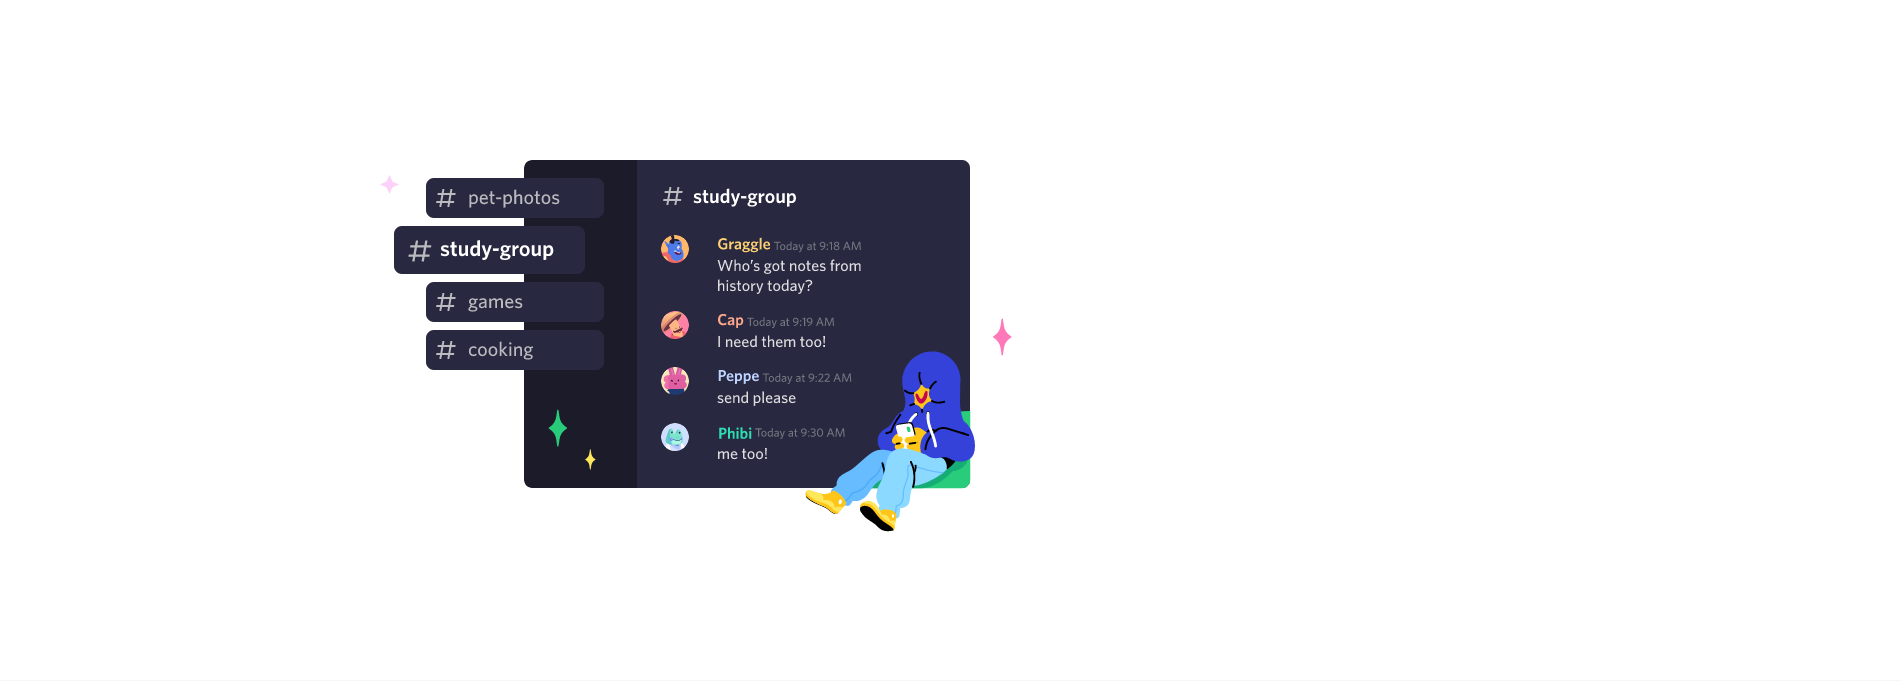 # pet-photos
# study-group
# games
# cooking
# study-group
Graggle Today at 9:18 AM
Who's got notes from
history today?
Cap Today at 9:19 AM
I need them too!
Peppe Today at 9:22 AM
send please
Phibi Today at 9:30 AM
me too!